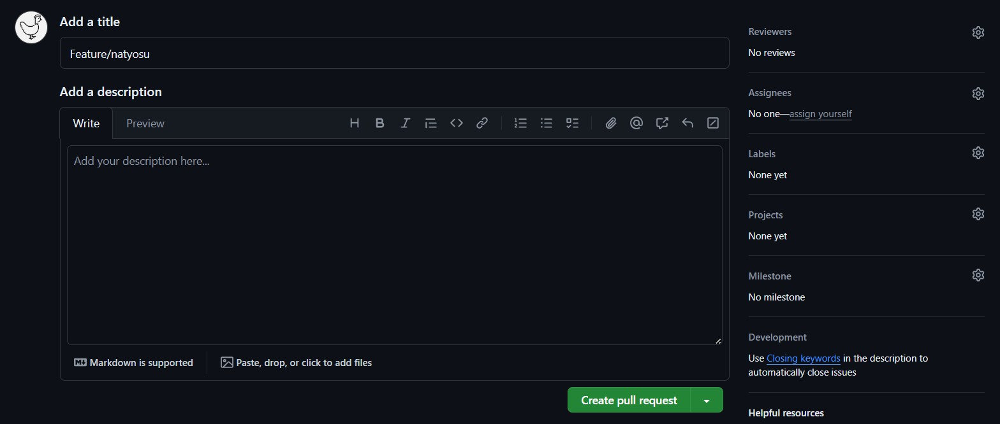 Add a title
Feature/natyosu
Add a description
Write
Preview
Add your description here...
Markdown is supported
Paste, drop, or click to add files
Create pull request
Reviewers
No reviews
Assignees
No one—assign yourself
Labels
None yet
Projects
None yet
Milestone
No milestone
Development
Use Closing keywords in the description to
automatically close issues
Helpful resources